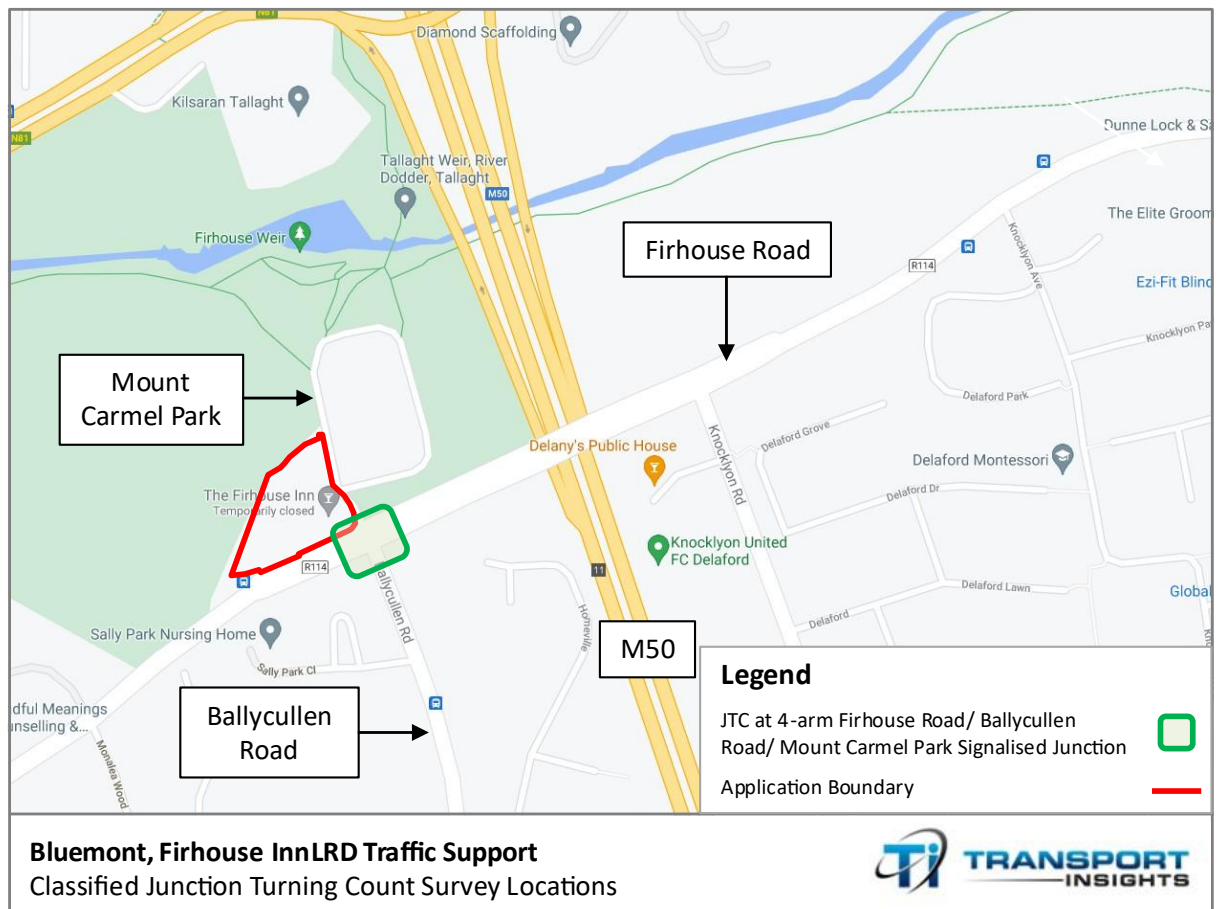 N81
Diamond Scaffolding
Kilsaran Tallaght
N81
Dunne Lock & Sa
Tallaght Weir, River
Dodder, Tallaght
M50
Firhouse Weir
Firhouse Road
The Elite Groom
Knocklyon Ave
R114
Ezi-Fit Blind
Knocklyon Pa
Mount
Carmel Park
Delaford Park
Delany's Public House
Delaford Grove
Knocklyon Rd
Delaford Montessori
The Firhouse Inn
Temporarily closed
Delaford Dr
Knocklyon United
FC Delaford
R114
11
Ballycullen Rd
Delaford Lawn
Global
Homeville
Delaford
Sally Park Nursing Home
Sally Park Cl
M50
dful Meanings
unselling &...
Monalea Wood
Ballycullen
Road
Legend
JTC at 4-arm Firhouse Road/ Ballycullen
Road/ Mount Carmel Park Signalised Junction
Application Boundary
Bluemont, Firhouse InnLRD Traffic Support
Classified Junction Turning Count Survey Locations
Ti TRANSPORT
INSIGHTS